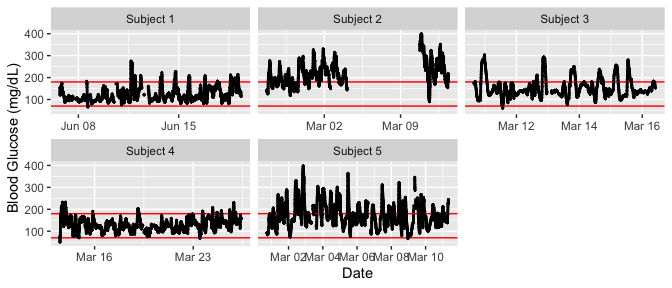 Subject 1
Subject 2
Subject 3
400
300
200
100
Jun 08
Jun 15
Mar 02
Mar 09
Mar 12
Mar 14
Mar 16
Blood Glucose (mg/dL)
Subject 4
Subject 5
400
300
200
100
Mar 16
Mar 23
Mar 02
Mar 04
Mar 06
Mar 08
Mar 10
Date